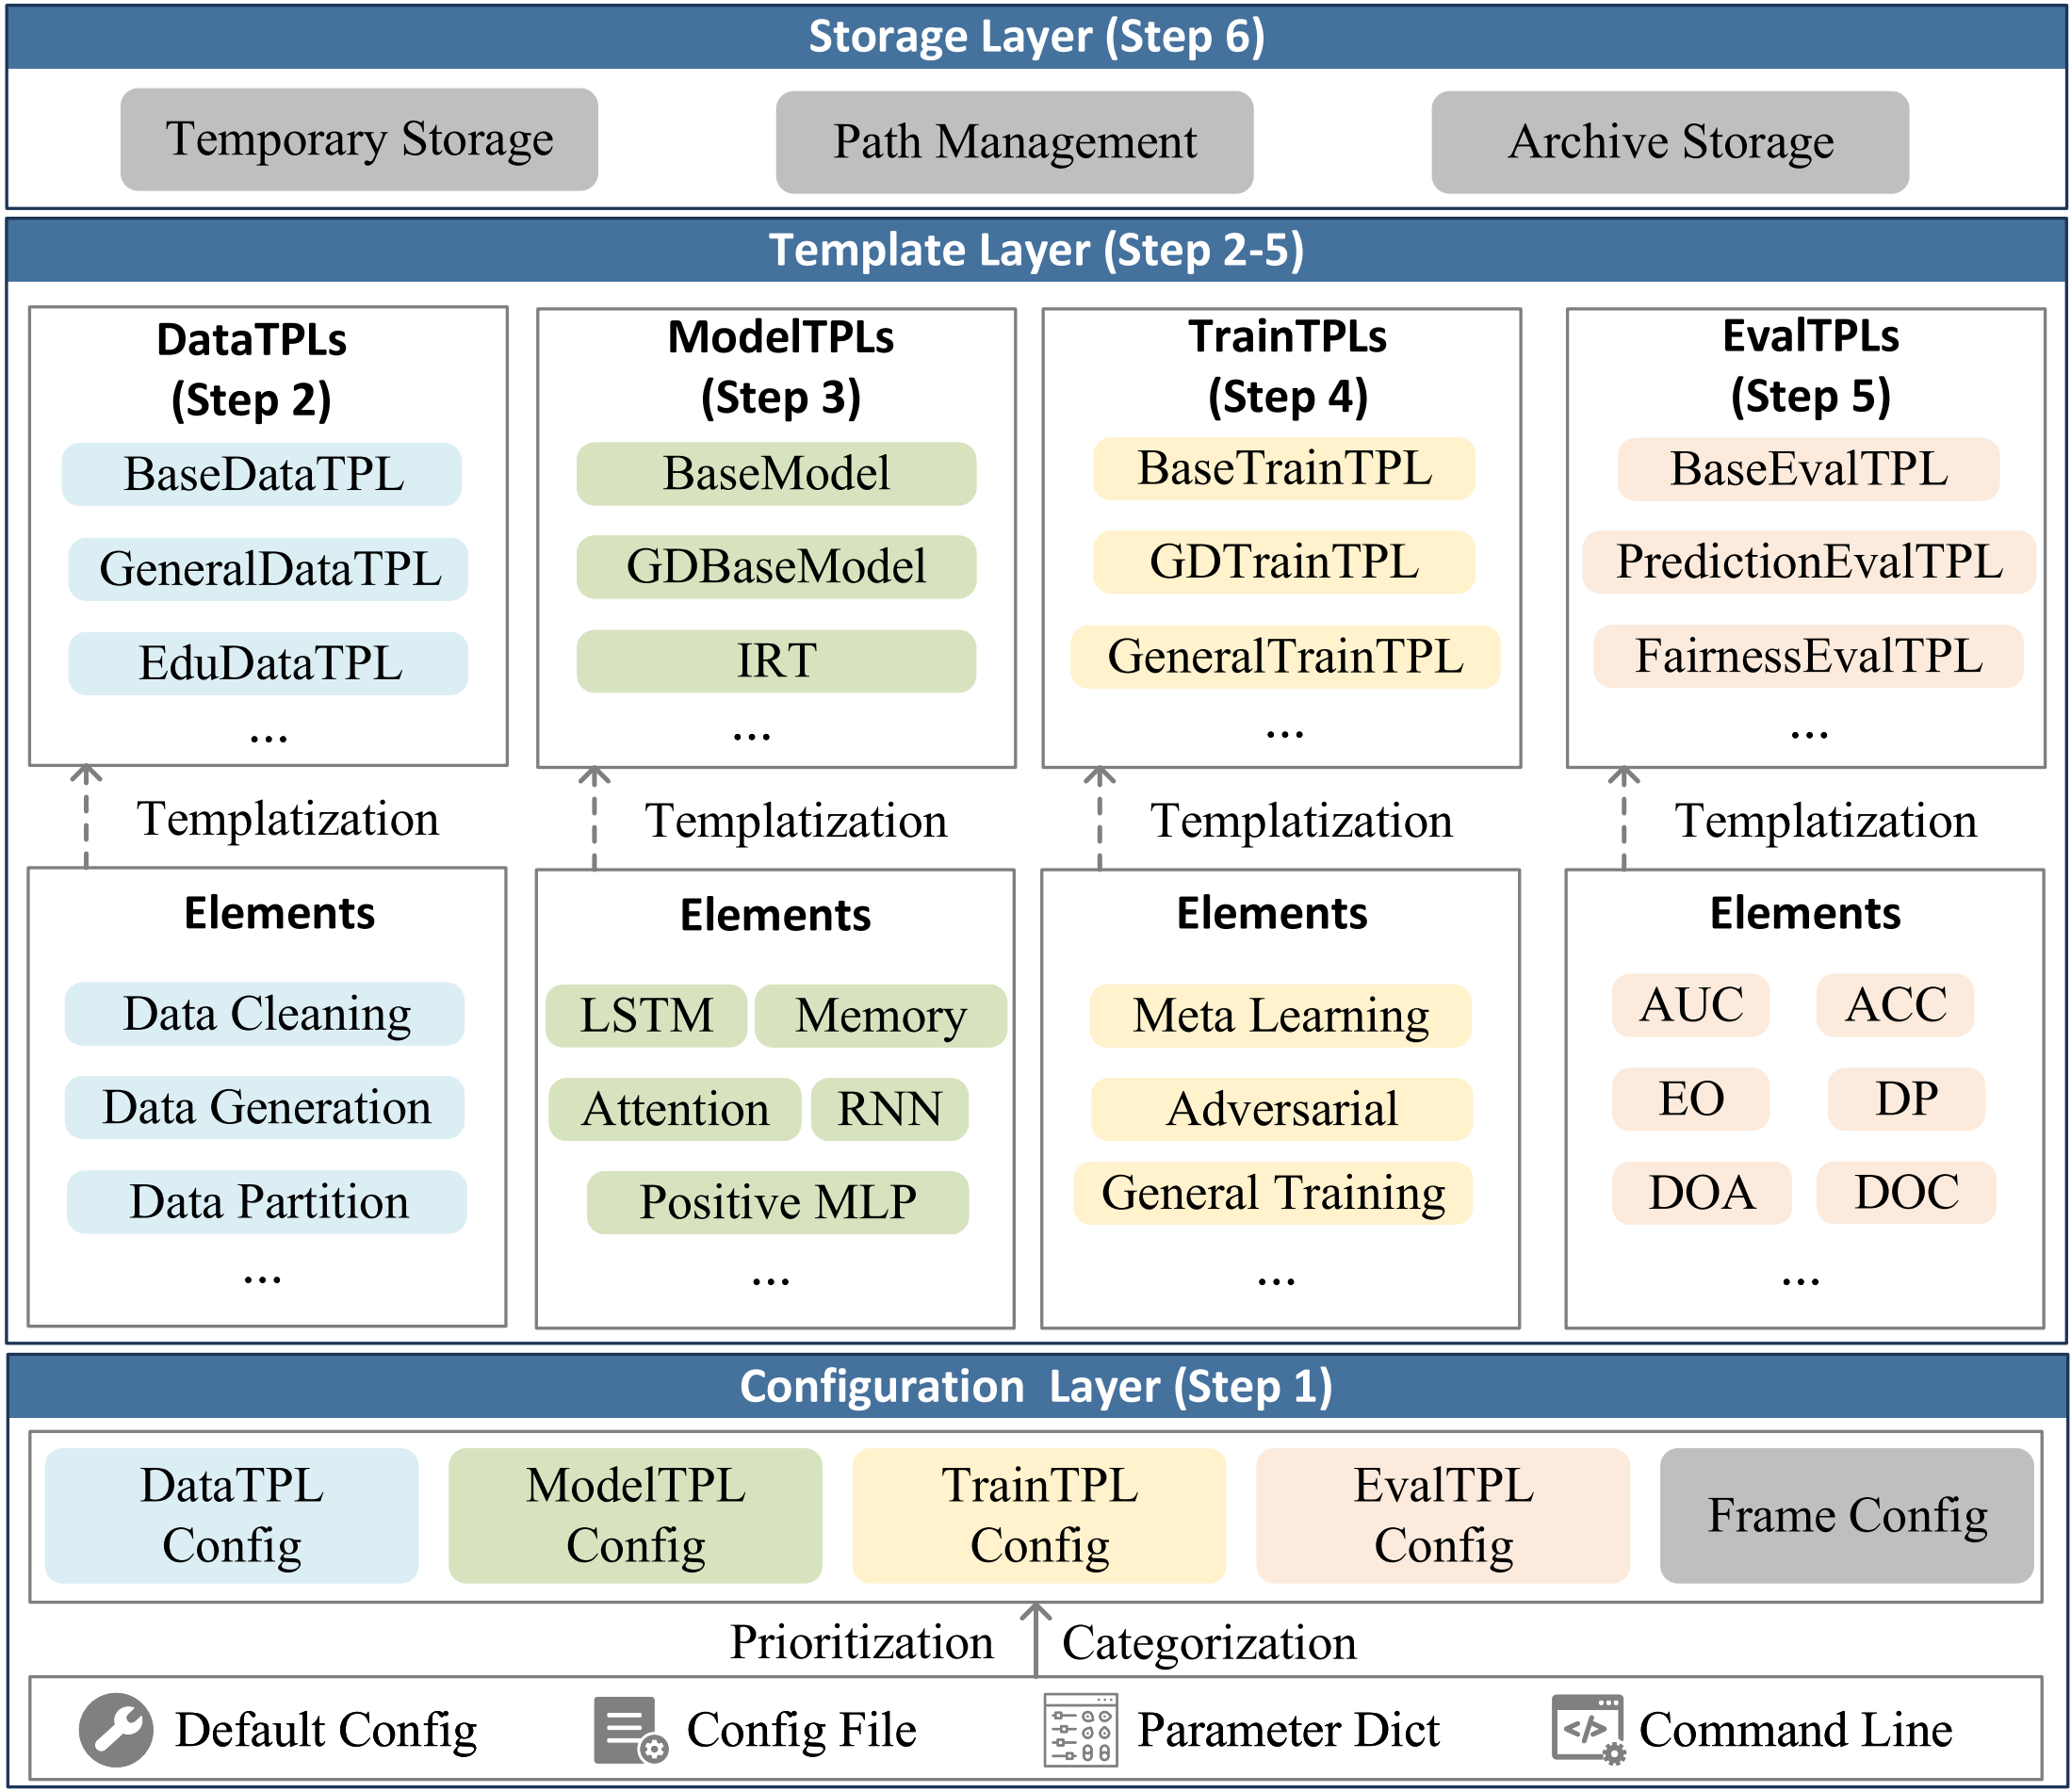 Storage Layer (Step 6)
Temporary Storage
Path Management
Archive Storage
Template Layer (Step 2-5)
DataTPLs
(Step 2)
BaseDataTPL
GeneralDataTPL
EduDataTPL
...
ModelTPLs
(Step 3)
BaseModel
GDBaseModel
IRT
...
TrainTPLs
(Step 4)
BaseTrainTPL
GDTrainTPL
GeneralTrainTPL
...
EvalTPLs
(Step 5)
BaseEvalTPL
PredictionEvalTPL
FairnessEvalTPL
...
Templatization
Templatization
Templatization
Templatization
Elements
Data Cleaning
Data Generation
Data Partition
...
Elements
LSTM Memory
Attention RNN
Positive MLP
...
Elements
Meta Learning
Adversarial
General Training
...
Elements
AUC ACC
EO DP
DOA DOC
...
Configuration Layer (Step 1)
DataTPL
Config
ModelTPL
Config
TrainTPL
Config
EvalTPL
Config
Frame Config
Prioritization
Categorization
Default Config
Config File
Parameter Dict
</> Command Line